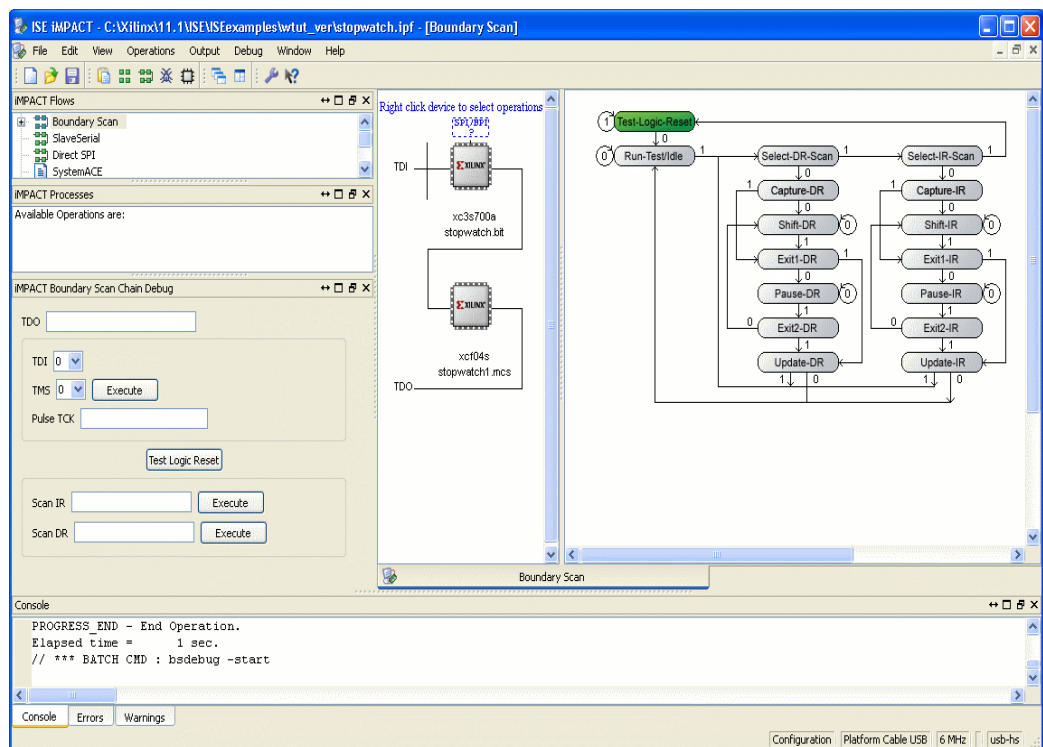 ISE iMPACT - C:\Xilinx\11.1\ISE\ISEexamples\wtut_ver\stopwatch.ipf - [Boundary Scan]
File Edit View Operations Output Debug Window Help
iMPACT Flows
Boundary Scan
SlaveSerial
Direct SPI
SystemACE
iMPACT Processes
Available Operations are:
iMPACT Boundary Scan Chain Debug
TDO
TDI 0
TMS 0 Execute
Pulse TCK
Test Logic Reset
Scan IR Execute
Scan DR Execute
Right click device to select operations
SPI/BPI
?
TDI
XILINX
xc3s700a
stopwatch.bit
XILINX
xcf04s
stopwatch1.mcs
TDO
1 Test-Logic-Reset
0
0 Run-Test/Idle 1 Select-DR-Scan 1 Select-IR-Scan 1
0 0
1 Capture-DR 1 Capture-IR
0 0
Shift-DR 0 Shift-IR 0
1 1
Exit1-DR 1 Exit1-IR 1
0 0
Pause-DR 0 Pause-IR 0
1 1
0 Exit2-DR 0 Exit2-IR
1 1
Update-DR Update-IR
1 0 1 0
Boundary Scan
Console
PROGRESS_END - End Operation.
Elapsed time = 1 sec.
// *** BATCH CMD : bsdebug -start
Console Errors Warnings
Configuration Platform Cable USB 6 MHz usb-hs